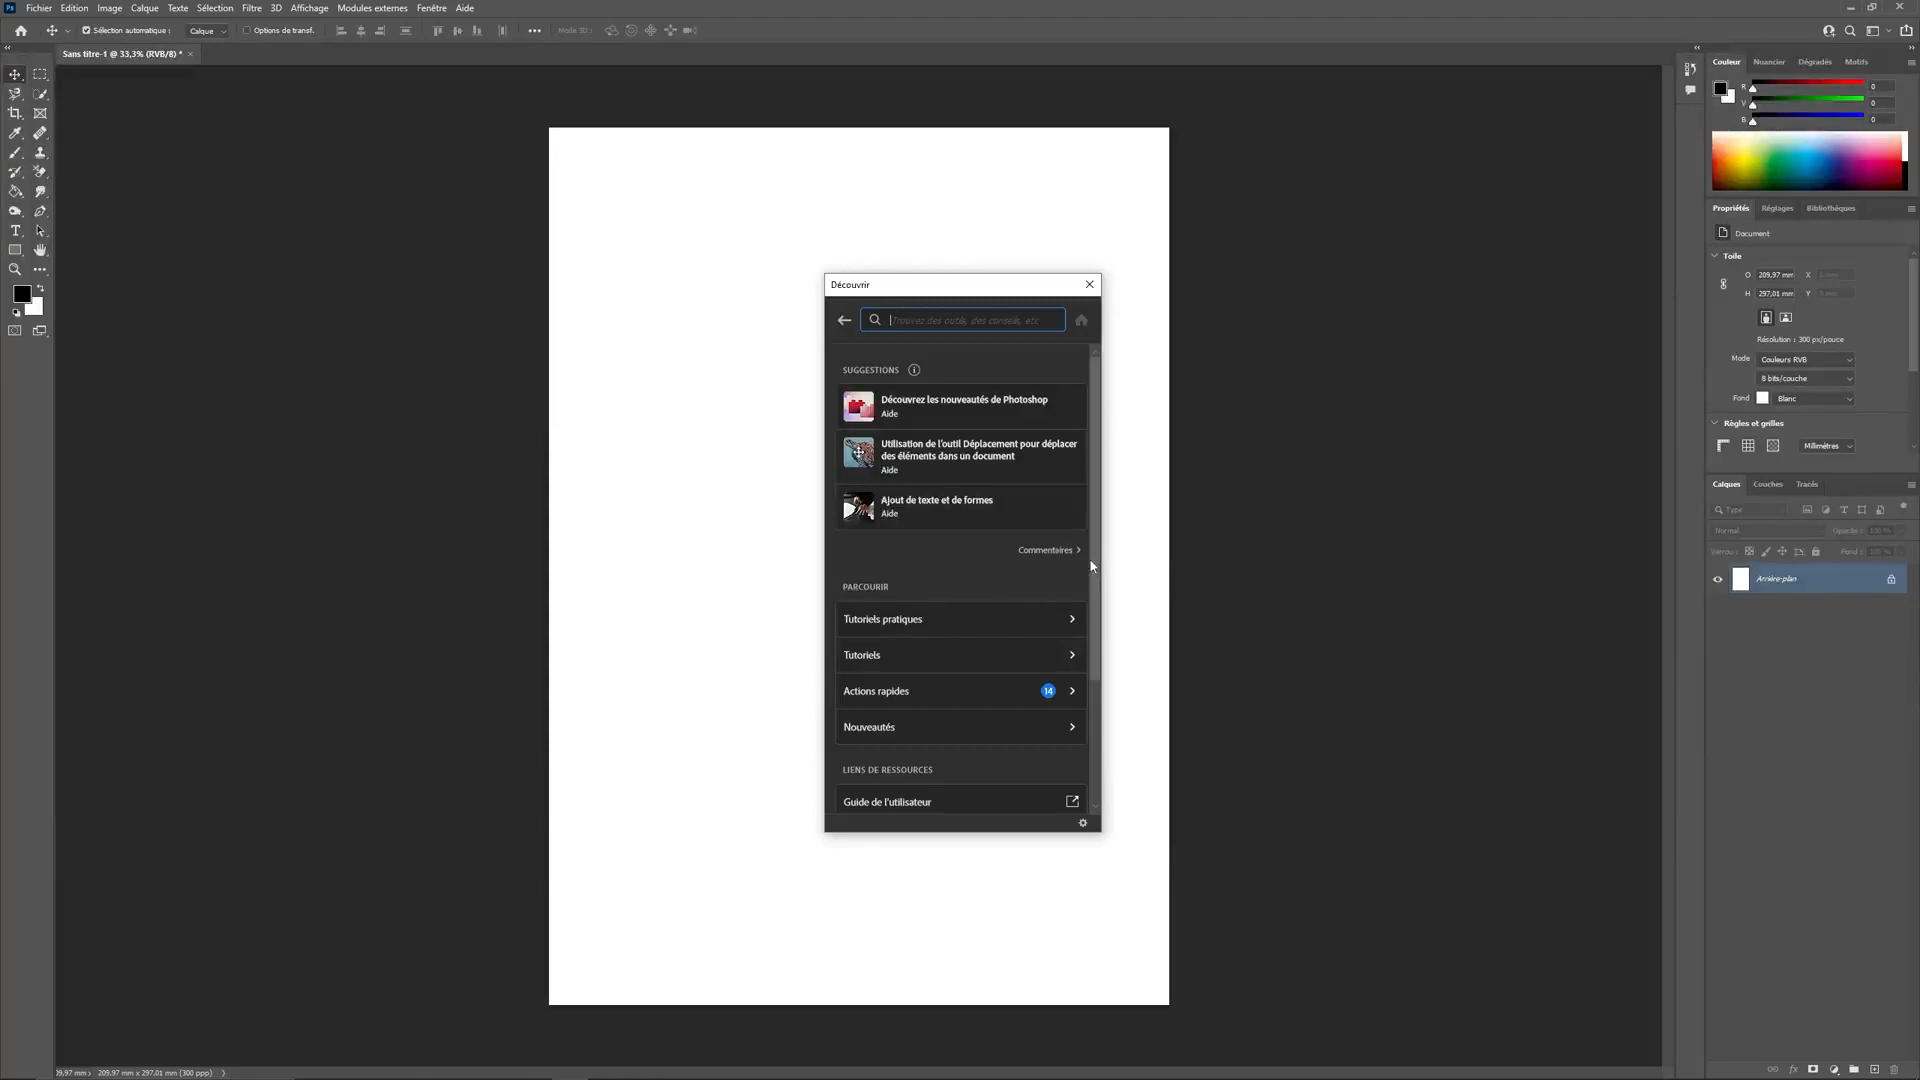 Ps Fichier Edition Image Calque Texte Sélection Filtre 3D Affichage Modules externes Fenêtre Aide
Sélection automatique : Calque Options de transf. Mode 3D :
Sans titre-1 @ 33,3% (RVB/8) * ×
Couleur Nuancier Dégradés Motifs
R 0
V 0
B 0
Propriétés Réglages Bibliothèques
Document
Toile
O 209,97 mm X
H 297,01 mm Y
Résolution : 300 px/pouce
Mode Couleurs RVB
8 bits/couche
Fond Blanc
Règles et grilles
Millimètres
Calques Couches Tracés
Type
Normal Opacité : 100 %
Verrou : Fond : 100 %
Arrière-plan
Découvrir
Trouvez des outils, des conseils, etc
SUGGESTIONS
Découvrez les nouveautés de Photoshop
Aide
Utilisation de l'outil Déplacement pour déplacer
des éléments dans un document
Aide
Ajout de texte et de formes
Aide
Commentaires >
PARCOURIR
Tutoriels pratiques
Tutoriels
Actions rapides 14
Nouveautés
LIENS DE RESSOURCES
Guide de l'utilisateur
209,97 mm x 297,01 mm (300 ppp)